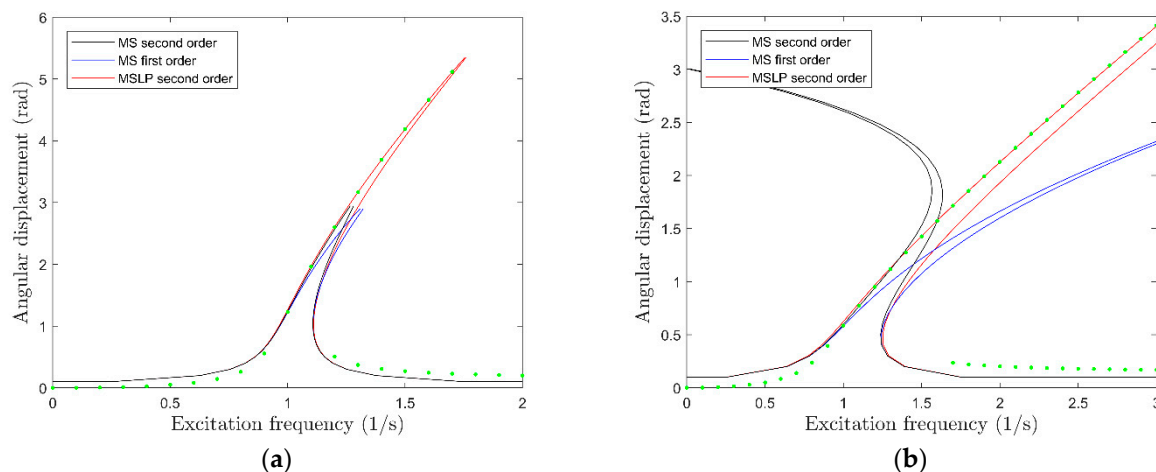 6
5
4
3
2
1
0
Angular displacement (rad)
MS second order
MS first order
MSLP second order
0
0.5
1
1.5
2
Excitation frequency (1/s)
(a)
3.5
3
2.5
2
1.5
1
0.5
0
Angular displacement (rad)
MS second order
MS first order
MSLP second order
0
0.5
1
1.5
2
2.5
3
Excitation frequency (1/s)
(b)